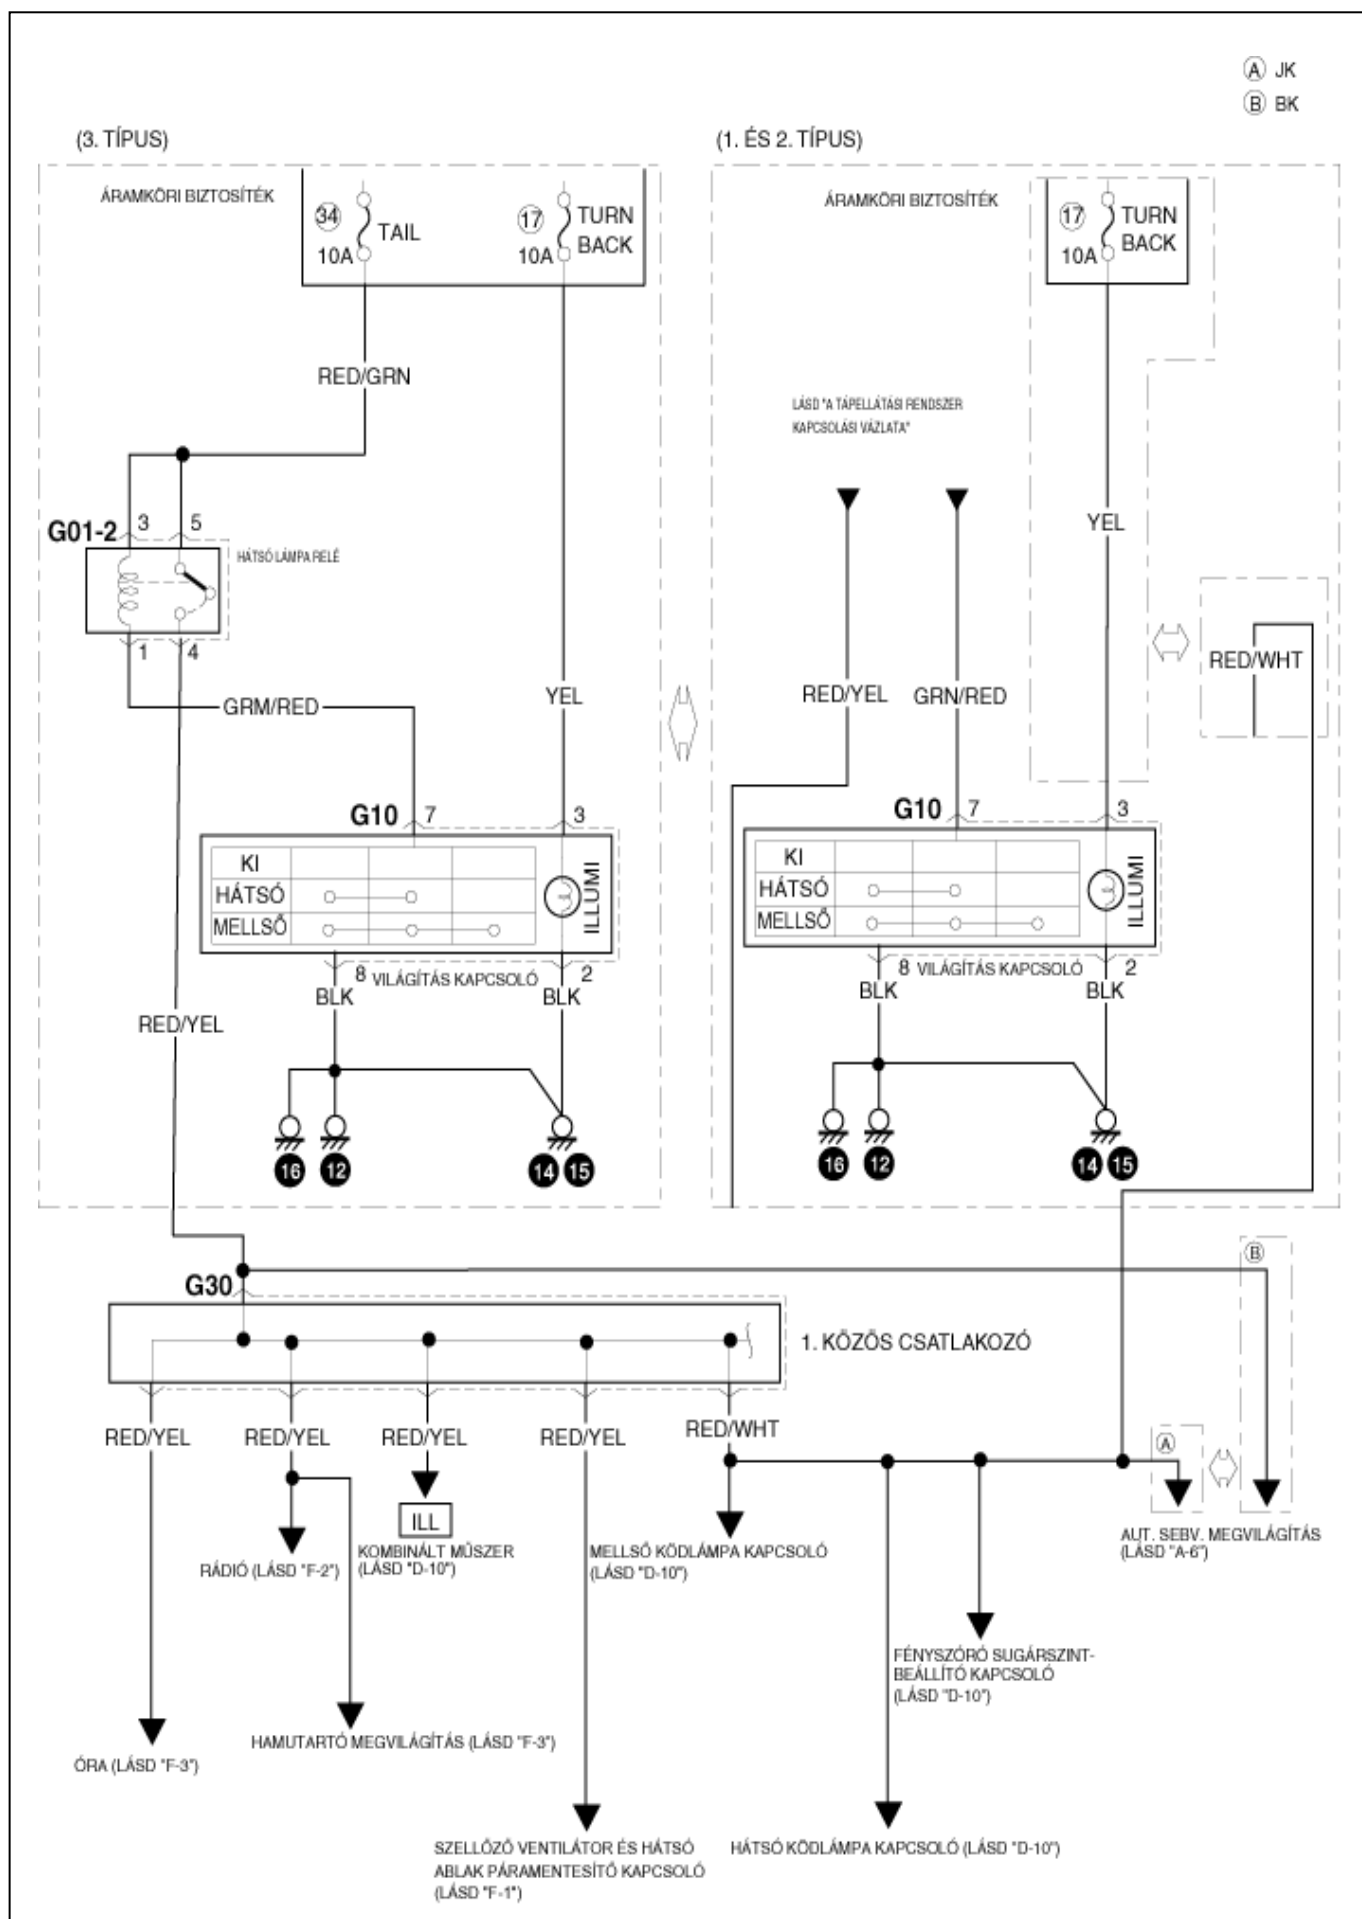 Ⓐ JK
Ⓑ BK
(3. TÍPUS)
(1. ÉS 2. TÍPUS)
ÁRAMKÖRI BIZTOSÍTÉK
34
10A
TAIL
17
10A
TURN
BACK
ÁRAMKÖRI BIZTOSÍTÉK
17
10A
TURN
BACK
RED/GRN
LÁSD "A TÁPELLÁTÁSI RENDSZER
KAPCSOLÁSI VÁZLATA"
G01-2
3
5
HÁTSÓ LÁMPA RELÉ
YEL
1
4
RED/WHT
GRM/RED
YEL
RED/YEL
GRN/RED
G10
7
3
G10
7
3
KI
HÁTSÓ
MELLSŐ
ILLUMI
KI
HÁTSÓ
MELLSŐ
ILLUMI
8
VILÁGÍTÁS KAPCSOLÓ
2
BLK
BLK
8
VILÁGÍTÁS KAPCSOLÓ
2
BLK
BLK
RED/YEL
16
12
14
15
16
12
14
15
Ⓑ
G30
1. KÖZÖS CSATLAKOZÓ
RED/YEL
RED/YEL
RED/YEL
RED/YEL
RED/WHT
Ⓐ
ILL
RÁDIÓ (LÁSD "F-2")
KOMBINÁLT MŰSZER
(LÁSD "D-10")
MELLSŐ KÖDLÁMPA KAPCSOLÓ
(LÁSD "D-10")
AUT. SEBV. MEGVILÁGÍTÁS
(LÁSD "A-6")
FÉNYSZÓRÓ SUGÁRSZINT-
BEÁLLÍTÓ KAPCSOLÓ
(LÁSD "D-10")
ÓRA (LÁSD "F-3")
HAMUTARTÓ MEGVILÁGÍTÁS (LÁSD "F-3")
SZELLŐZŐ VENTILÁTOR ÉS HÁTSÓ
ABLAK PÁRAMENTESÍTŐ KAPCSOLÓ
(LÁSD "F-1")
HÁTSÓ KÖDLÁMPA KAPCSOLÓ (LÁSD "D-10")